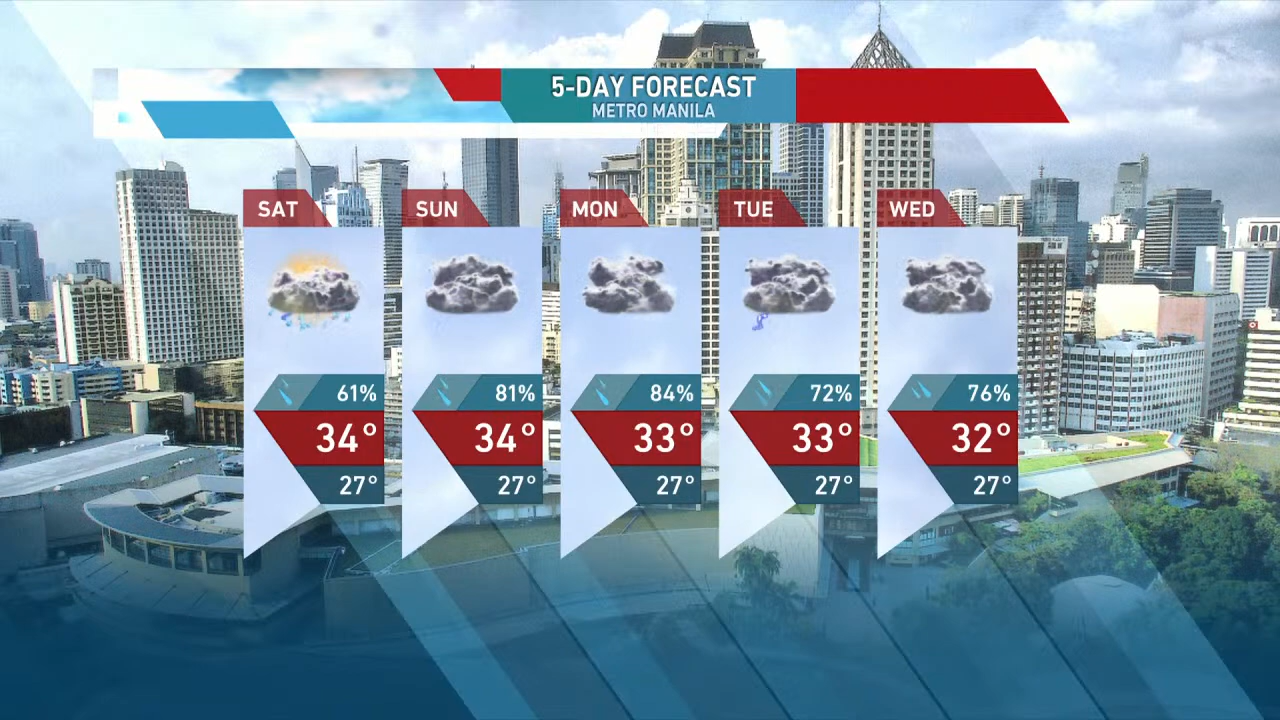 5-DAY FORECAST
METRO MANILA
SAT
SUN
MON
TUE
WED
61%
81%
84%
72%
76%
34°
34°
33°
33°
32°
27°
27°
27°
27°
27°